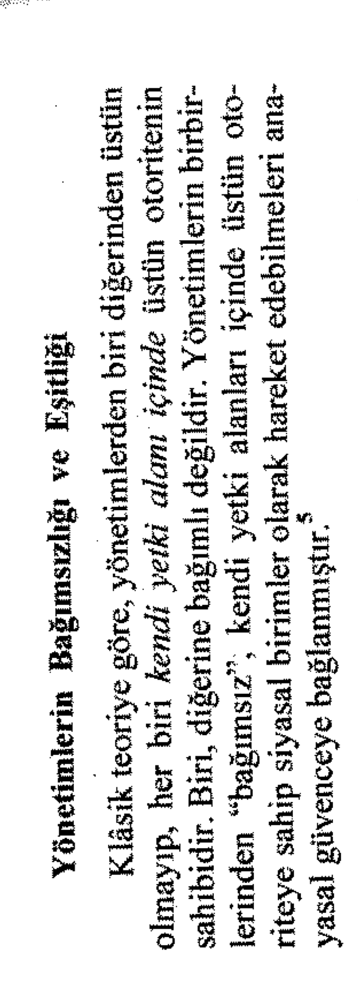 Yönetimlerin Bağımsızlığı ve Eşitliği
Klâsik teoriye göre, yönetimlerden biri diğerinden üstün
olmayıp, her biri kendi yetki alanı içinde üstün otoritenin
sahibidir. Biri, diğerine bağımlı değildir. Yönetimlerin birbir-
lerinden “bağımsız”, kendi yetki alanları içinde üstün oto-
riteye sahip siyasal birimler olarak hareket edebilmeleri ana-
yasal güvenceye bağlanmıştır.5